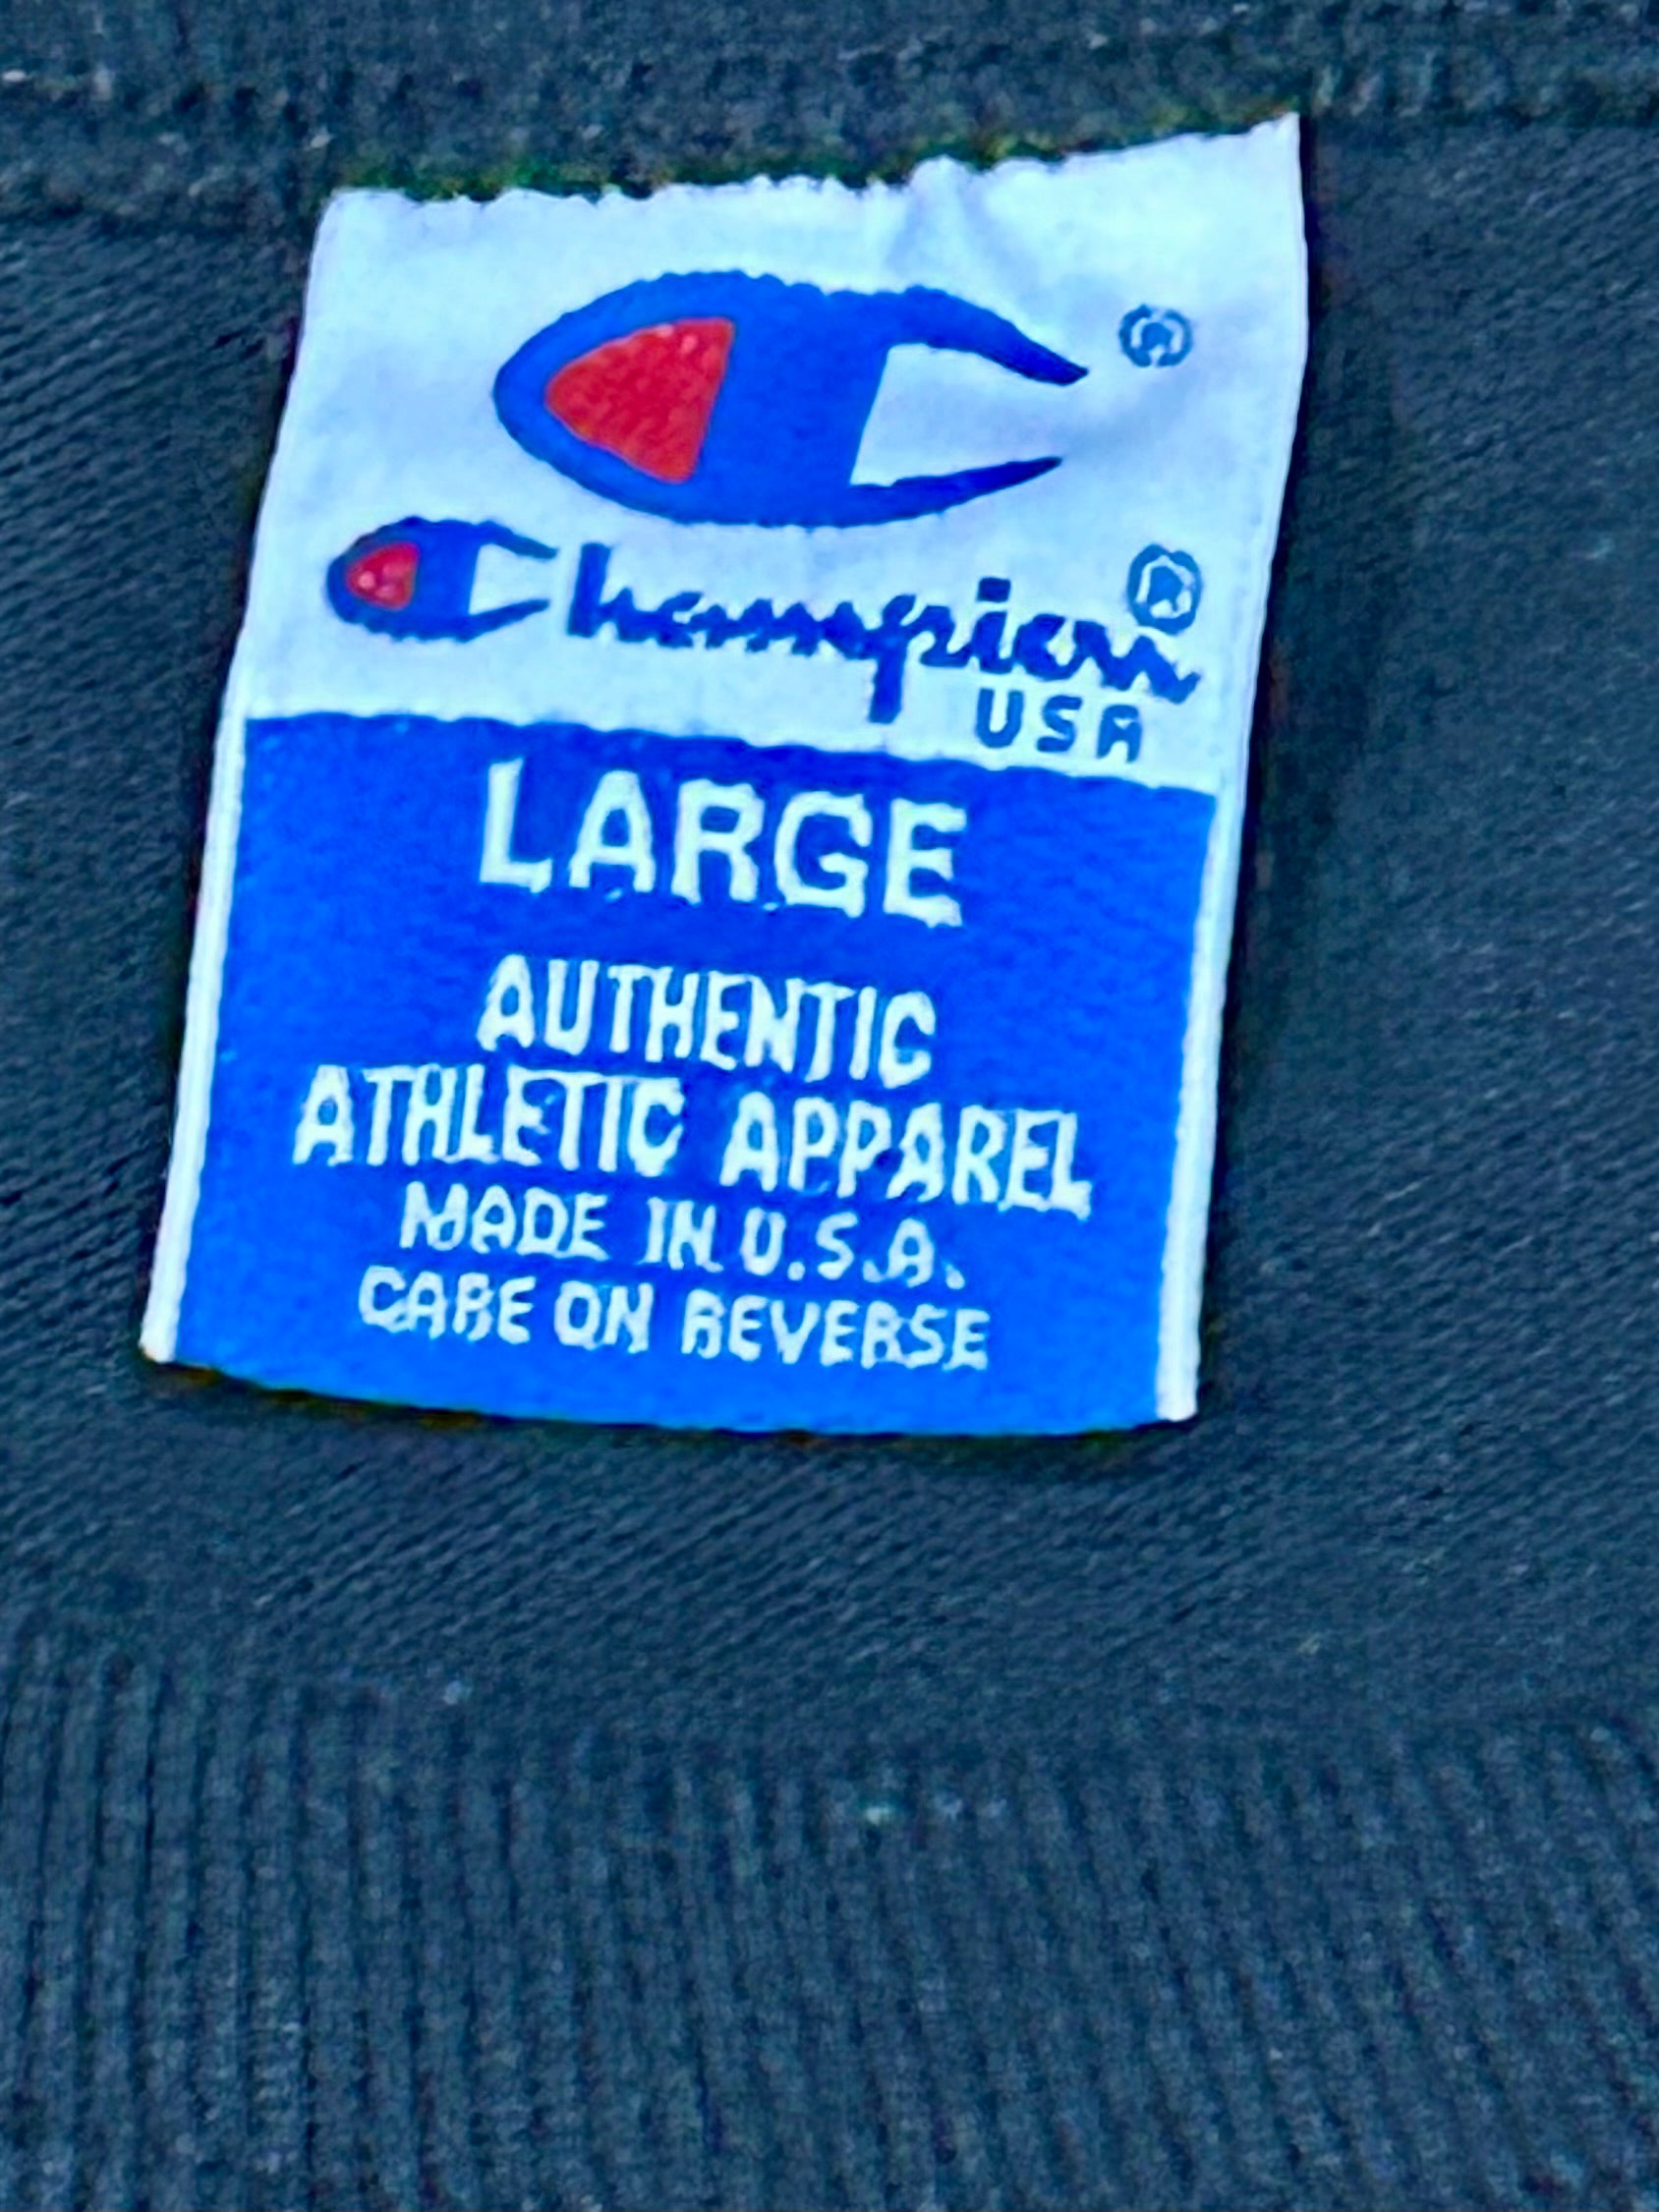 ®
Champion®
USA
LARGE
AUTHENTIC
ATHLETIC APPAREL
MADE IN U.S.A.
CARE ON REVERSE